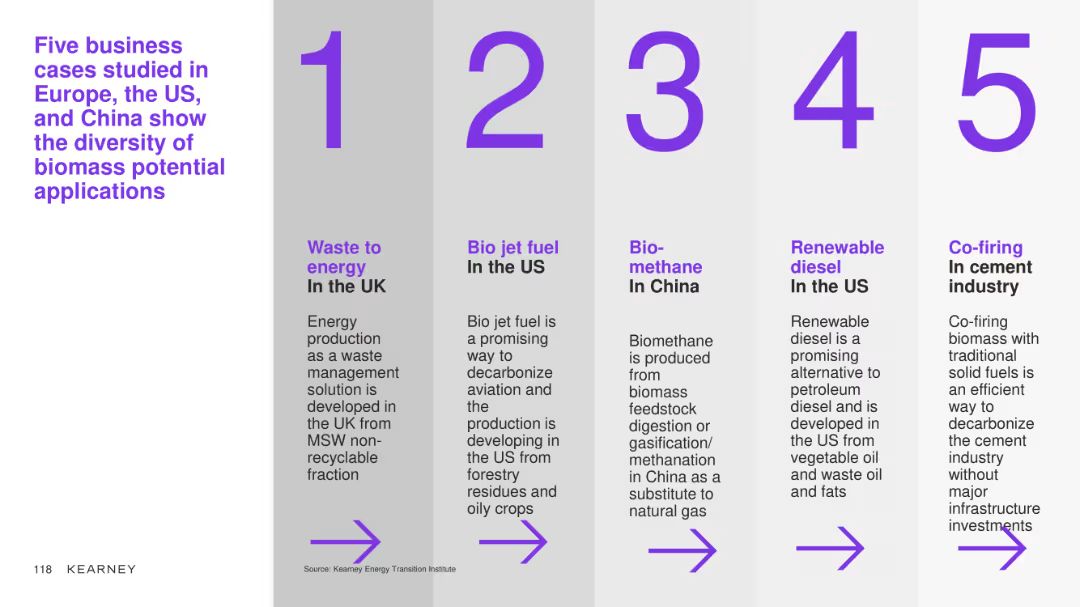 Five business
cases studied in
Europe, the US,
and China show
the diversity of
biomass potential
applications
1
Waste to
energy
In the UK
Energy
production
as a waste
management
solution is
developed in
the UK from
MSW non-
recyclable
fraction
2
Bio jet fuel
In the US
Bio jet fuel is
a promising
way to
decarbonize
aviation and
the
production is
developing in
the US from
forestry
residues and
oily crops
3
Bio-
methane
In China
Biomethane
is produced
from
biomass
feedstock
digestion or
gasification/
methanation
in China as a
substitute to
natural gas
4
Renewable
diesel
In the US
Renewable
diesel is a
promising
alternative to
petroleum
diesel and is
developed in
the US from
vegetable oil
and waste oil
and fats
5
Co-firing
In cement
industry
Co-firing
biomass with
traditional
solid fuels is
an efficient
way to
decarbonize
the cement
industry
without
major
infrastructure
investments
118 KEARNEY
Source: Kearney Energy Transition Institute